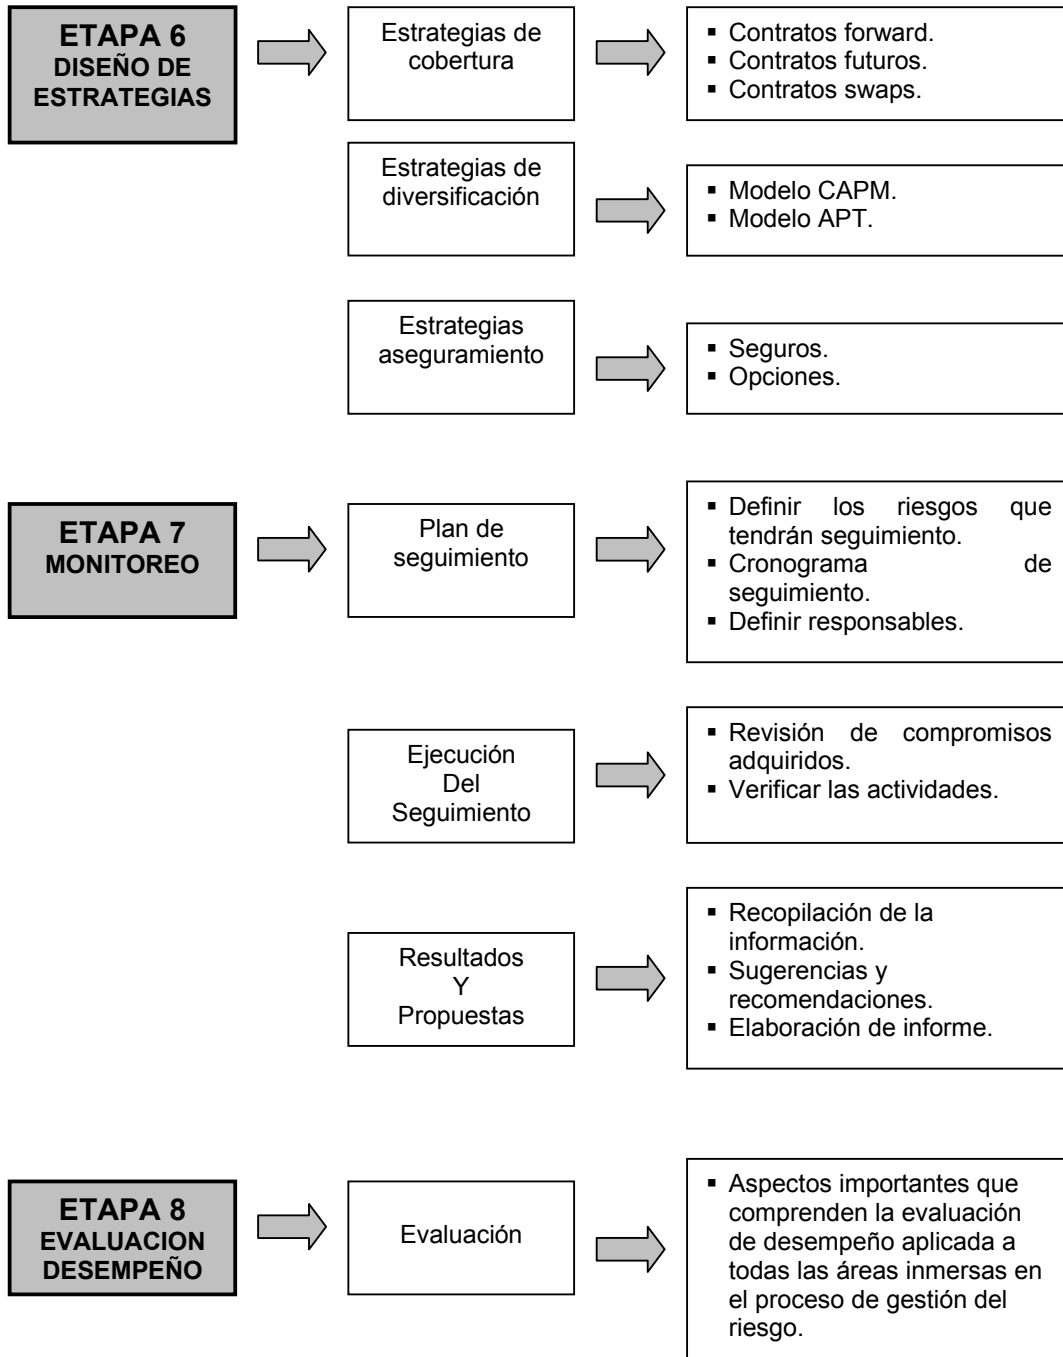 ETAPA 6
DISEÑO DE
ESTRATEGIAS
Estrategias de
cobertura
▪ Contratos forward.
▪ Contratos futuros.
▪ Contratos swaps.
Estrategias de
diversificación
▪ Modelo CAPM.
▪ Modelo APT.
Estrategias
aseguramiento
▪ Seguros.
▪ Opciones.
ETAPA 7
MONITOREO
Plan de
seguimiento
▪ Definir los riesgos que
tendrán seguimiento.
▪ Cronograma de
seguimiento.
▪ Definir responsables.
Ejecución
Del
Seguimiento
▪ Revisión de compromisos
adquiridos.
▪ Verificar las actividades.
Resultados
Y
Propuestas
▪ Recopilación de la
información.
▪ Sugerencias y
recomendaciones.
▪ Elaboración de informe.
ETAPA 8
EVALUACION
DESEMPEÑO
Evaluación
▪ Aspectos importantes que
comprenden la evaluación
de desempeño aplicada a
todas las áreas inmersas en
el proceso de gestión del
riesgo.